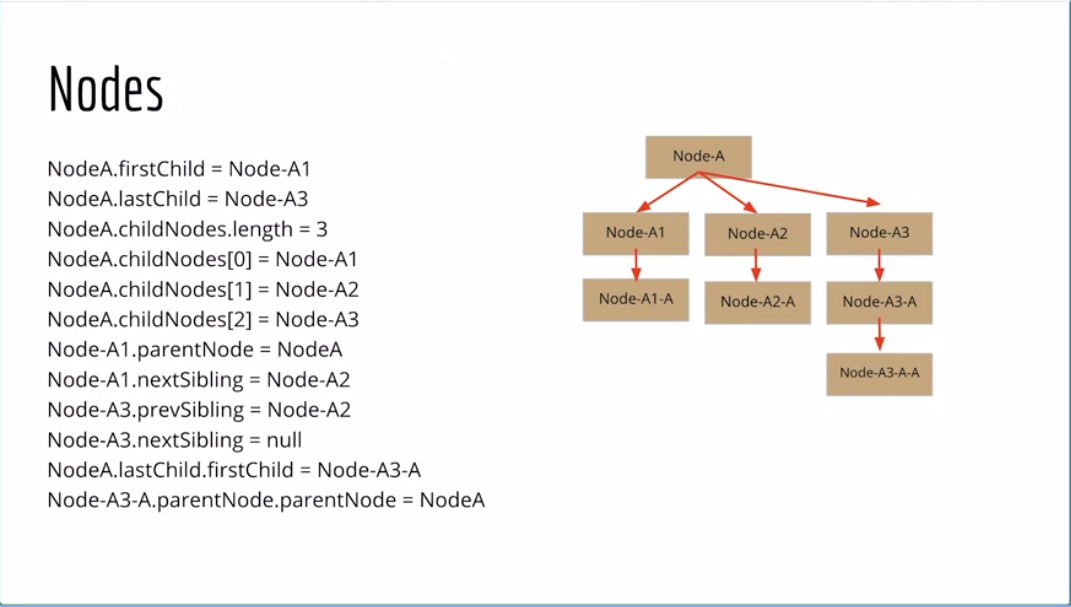 Nodes
NodeA.firstChild = Node-A1
NodeA.lastChild = Node-A3
NodeA.childNodes.length = 3
NodeA.childNodes[0] = Node-A1
NodeA.childNodes[1] = Node-A2
NodeA.childNodes[2] = Node-A3
Node-A1.parentNode = NodeA
Node-A1.nextSibling = Node-A2
Node-A3.prevSibling = Node-A2
Node-A3.nextSibling = null
NodeA.lastChild.firstChild = Node-A3-A
Node-A3-A.parentNode.parentNode = NodeA
Node-A
Node-A1
Node-A2
Node-A3
Node-A1-A
Node-A2-A
Node-A3-A
Node-A3-A-A